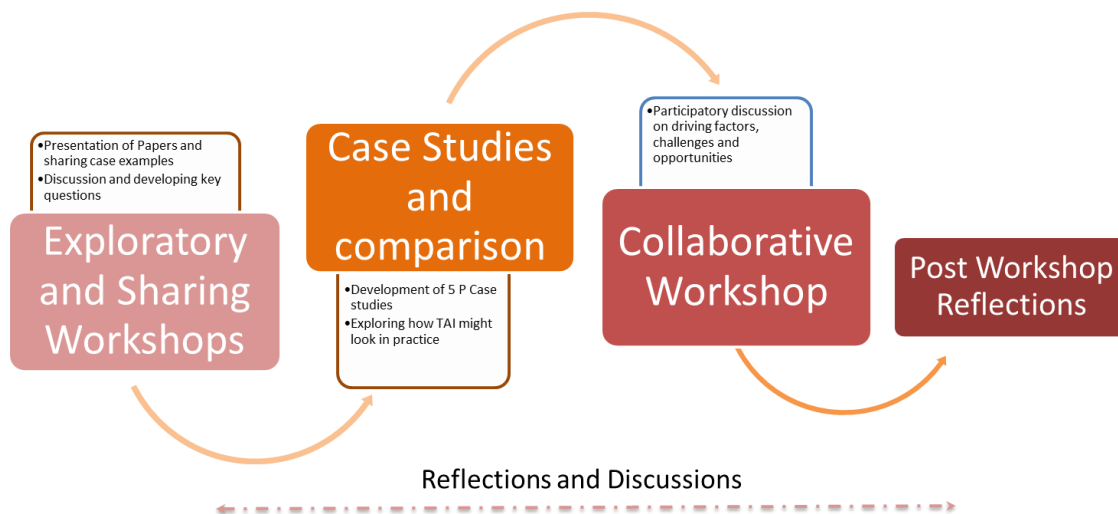 •Presentation of Papers and
sharing case examples
•Discussion and developing key
questions
Exploratory
and Sharing
Workshops
Case Studies
and
comparison
•Development of 5 P Case
studies
•Exploring how TAI might
look in practice
•Participatory discussion
on driving factors,
challenges and
opportunities
Collaborative
Workshop
Post Workshop
Reflections
Reflections and Discussions